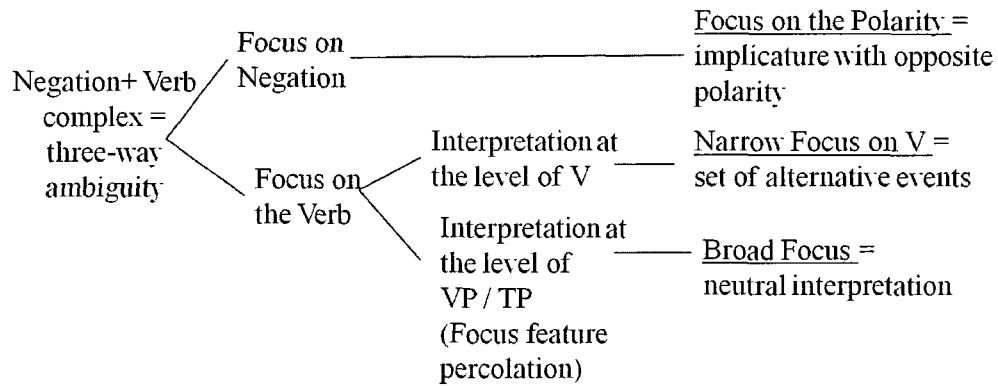 Negation+ Verb
complex =
three-way
ambiguity
Focus on
Negation
Focus on the Polarity =
implicature with opposite
polarity
Focus on
the Verb
Interpretation at
the level of V
Narrow Focus on V =
set of alternative events
Interpretation at
the level of
VP / TP
(Focus feature
percolation)
Broad Focus =
neutral interpretation